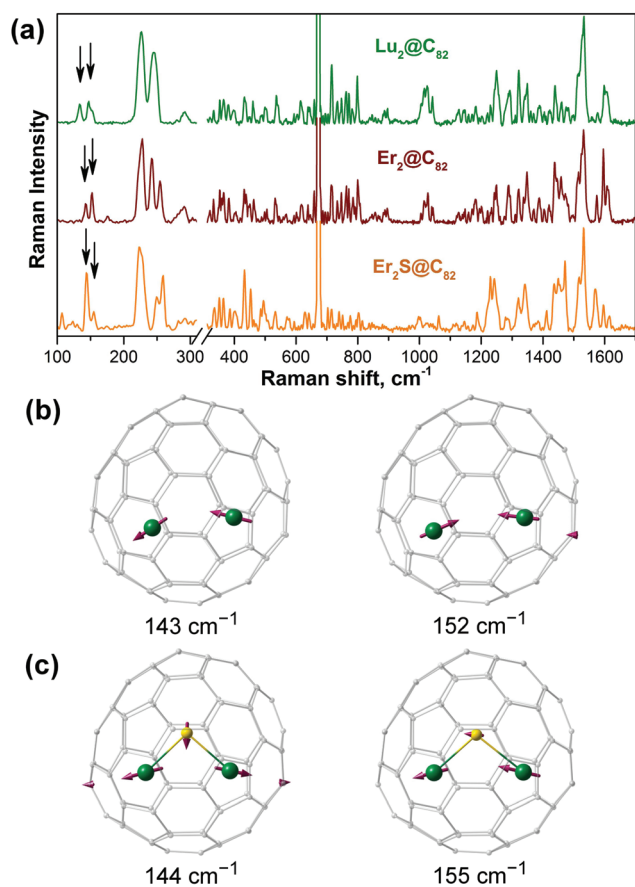 (a)
Raman Intensity
Lu₂@C₈₂
Er₂@C₈₂
Er₂S@C₈₂
100 200 300 400 600 800 1000 1200 1400 1600
Raman shift, cm⁻¹
(b)
143 cm⁻¹ 152 cm⁻¹
(c)
144 cm⁻¹ 155 cm⁻¹